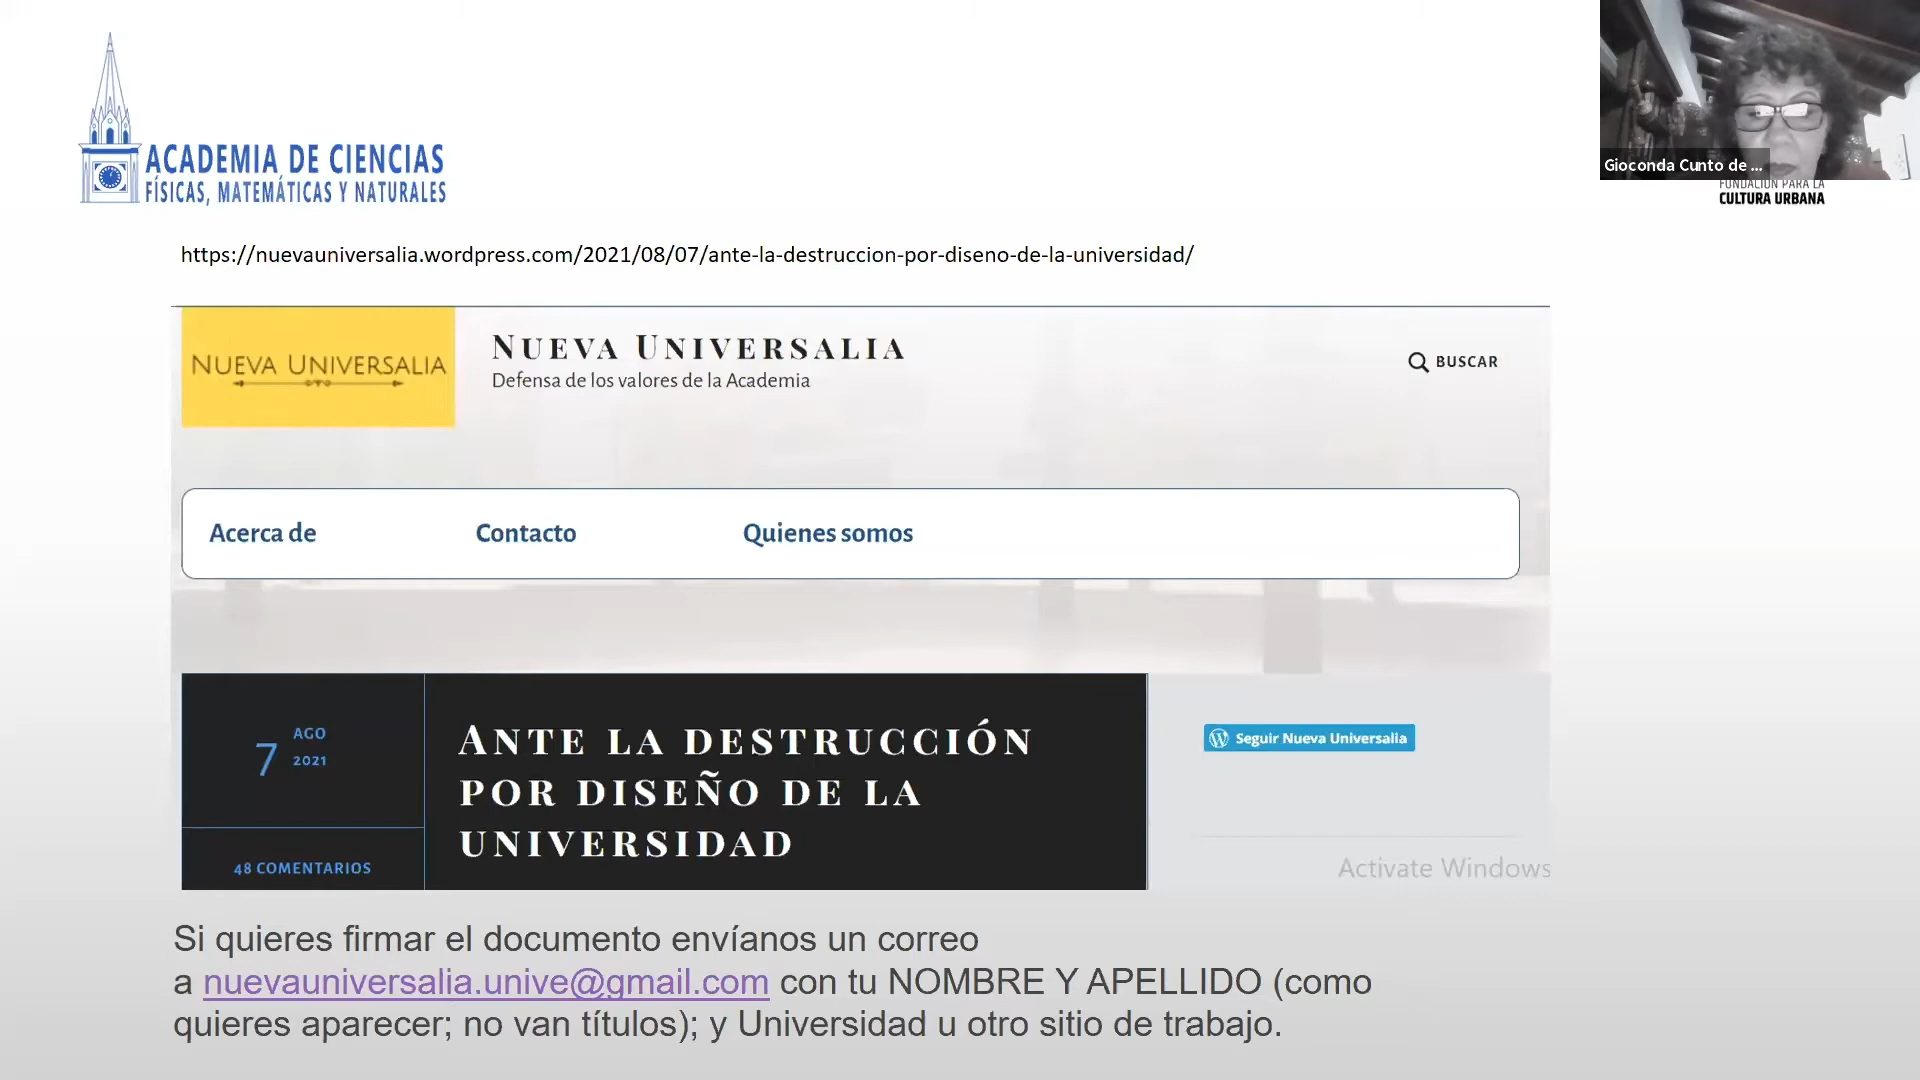 ACADEMIA DE CIENCIAS
FÍSICAS, MATEMÁTICAS Y NATURALES
Gioconda Cunto de ...
FUNDACIÓN PARA LA
CULTURA URBANA
https://nuevauniversalia.wordpress.com/2021/08/07/ante-la-destruccion-por-diseno-de-la-universidad/
NUEVA UNIVERSALIA
NUEVA UNIVERSALIA
Defensa de los valores de la Academia
BUSCAR
Acerca de
Contacto
Quienes somos
7
AGO
2021
48 COMENTARIOS
ANTE LA DESTRUCCIÓN
POR DISEÑO DE LA
UNIVERSIDAD
Seguir Nueva Universalia
Activate Windows
Si quieres firmar el documento envíanos un correo
a nuevauniversalia.unive@gmail.com con tu NOMBRE Y APELLIDO (como
quieres aparecer; no van títulos); y Universidad u otro sitio de trabajo.